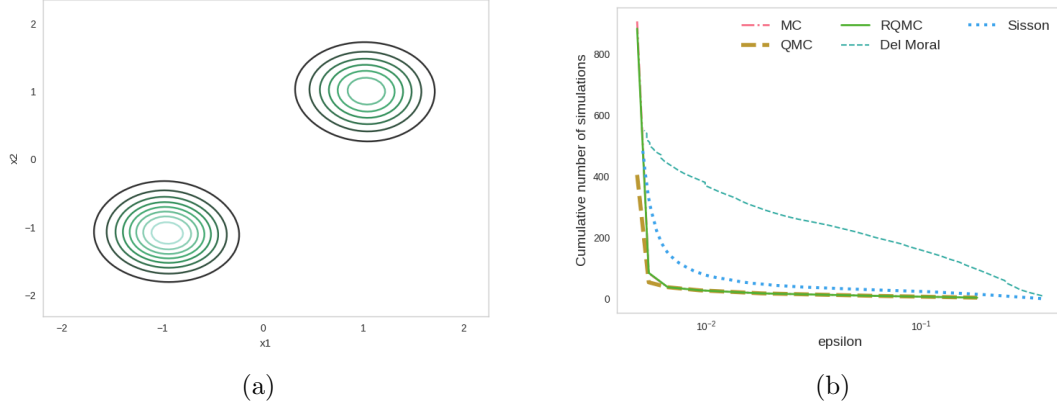 2
1
0
−1
−2
x2
−2 −1 0 1 2
x1
(a)
MC RQMC Sisson
QMC Del Moral
800
600
400
200
0
Cumulative number of simulations
10⁻² 10⁻¹
epsilon
(b)